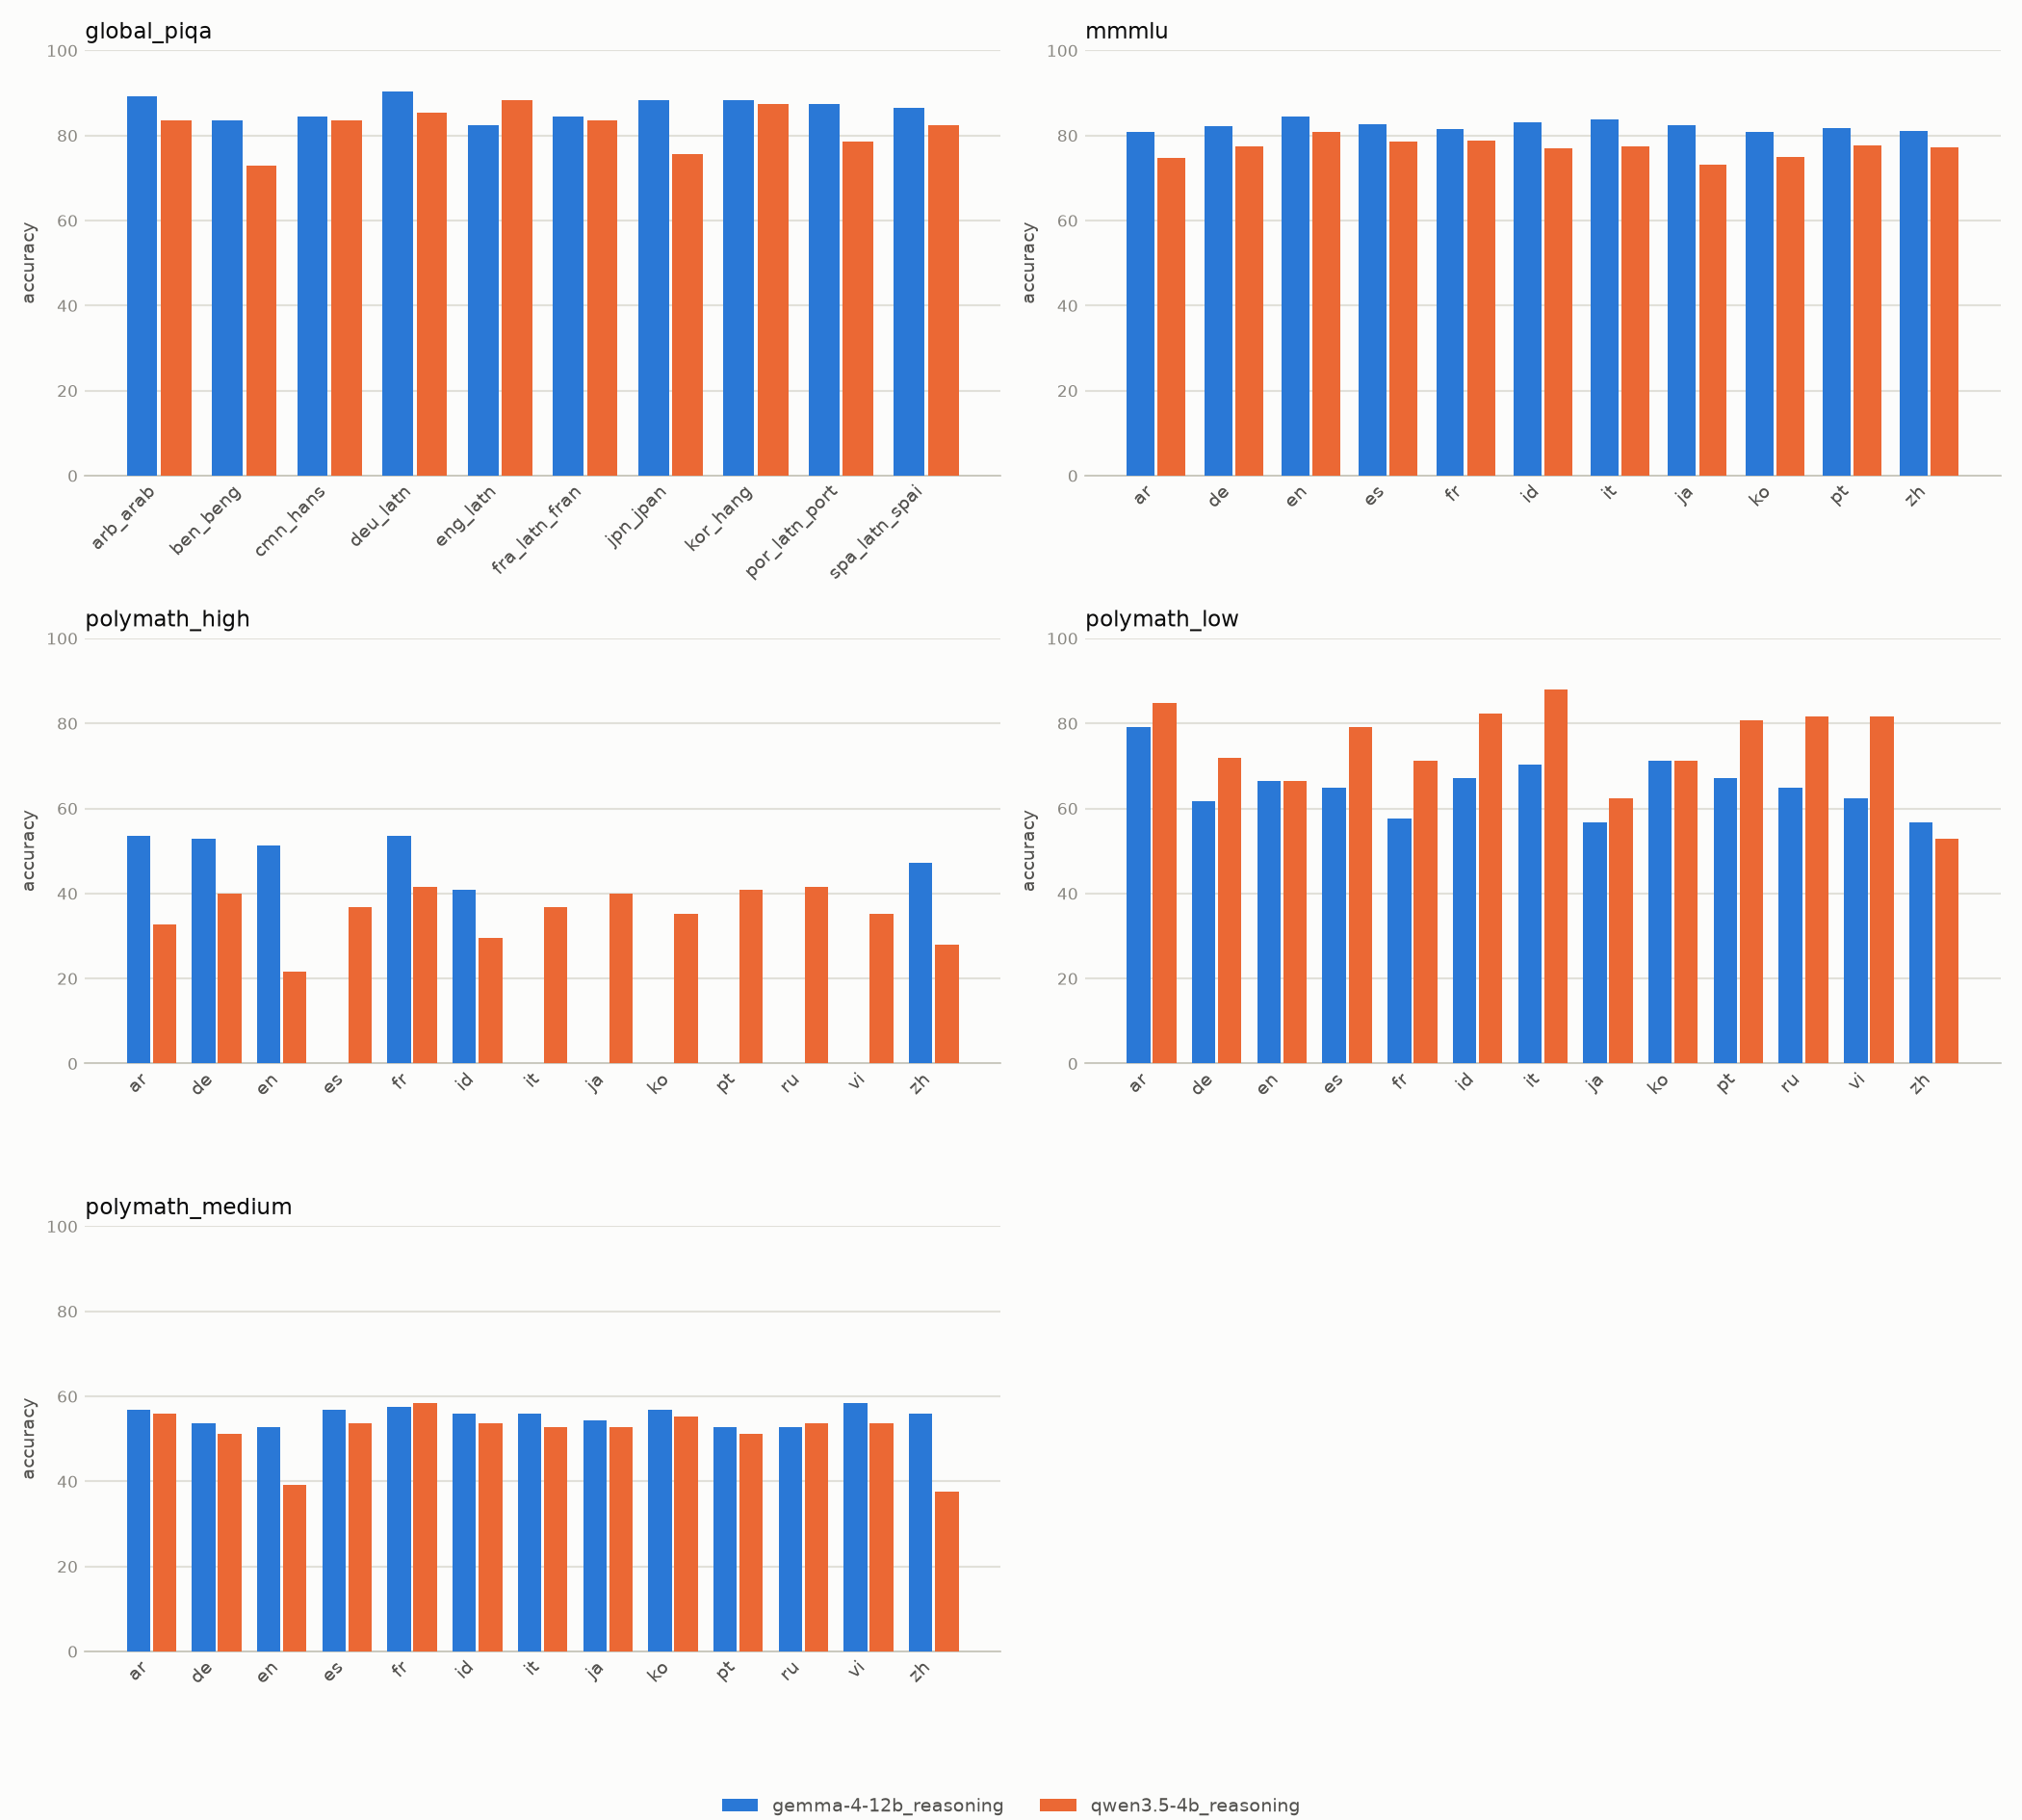 global_piqa
100
80
60
40
20
0
accuracy
arb_arab
ben_beng
cmn_hans
deu_latn
eng_latn
fra_latn_fran
jpn_jpan
kor_hang
por_latn_port
spa_latn_spai
mmmlu
100
80
60
40
20
0
accuracy
ar
de
en
es
fr
id
it
ja
ko
pt
zh
polymath_high
100
80
60
40
20
0
accuracy
ar
de
en
es
fr
id
it
ja
ko
pt
ru
vi
zh
polymath_low
100
80
60
40
20
0
accuracy
ar
de
en
es
fr
id
it
ja
ko
pt
ru
vi
zh
polymath_medium
100
80
60
40
20
0
accuracy
ar
de
en
es
fr
id
it
ja
ko
pt
ru
vi
zh
gemma-4-12b_reasoning
qwen3.5-4b_reasoning